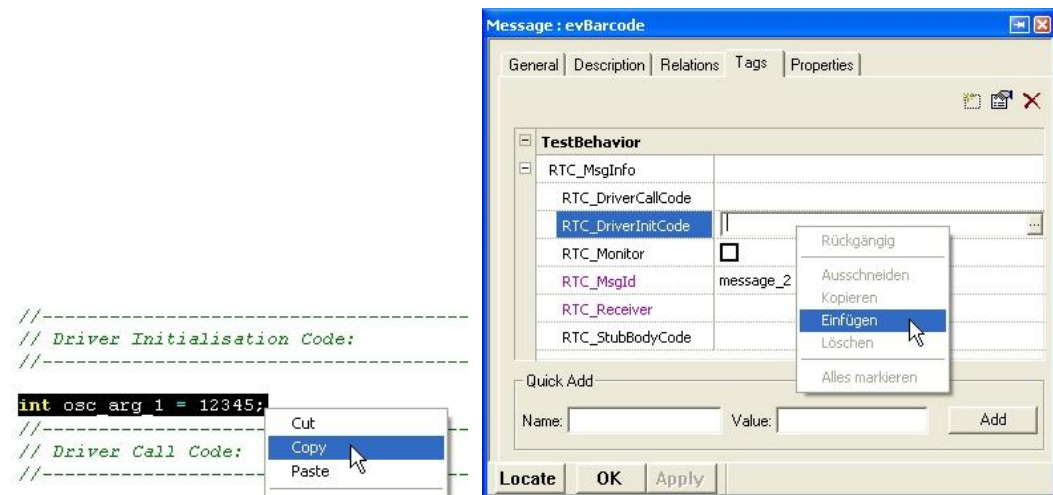 //------------------------------------
// Driver Initialisation Code:
//------------------------------------
int osc_arg_1 = 12345;
//------------------------------------
// Driver Call Code:
//------------------------------------
Cut
Copy
Paste
Message : evBarcode
General Description Relations Tags Properties
TestBehavior
RTC_MsgInfo
RTC_DriverCallCode
RTC_DriverInitCode ...
RTC_Monitor
RTC_MsgId message_2
RTC_Receiver
RTC_StubBodyCode
Rückgängig
Ausschneiden
Kopieren
Einfügen
Löschen
Alles markieren
Quick Add
Name: Value: Add
Locate OK Apply